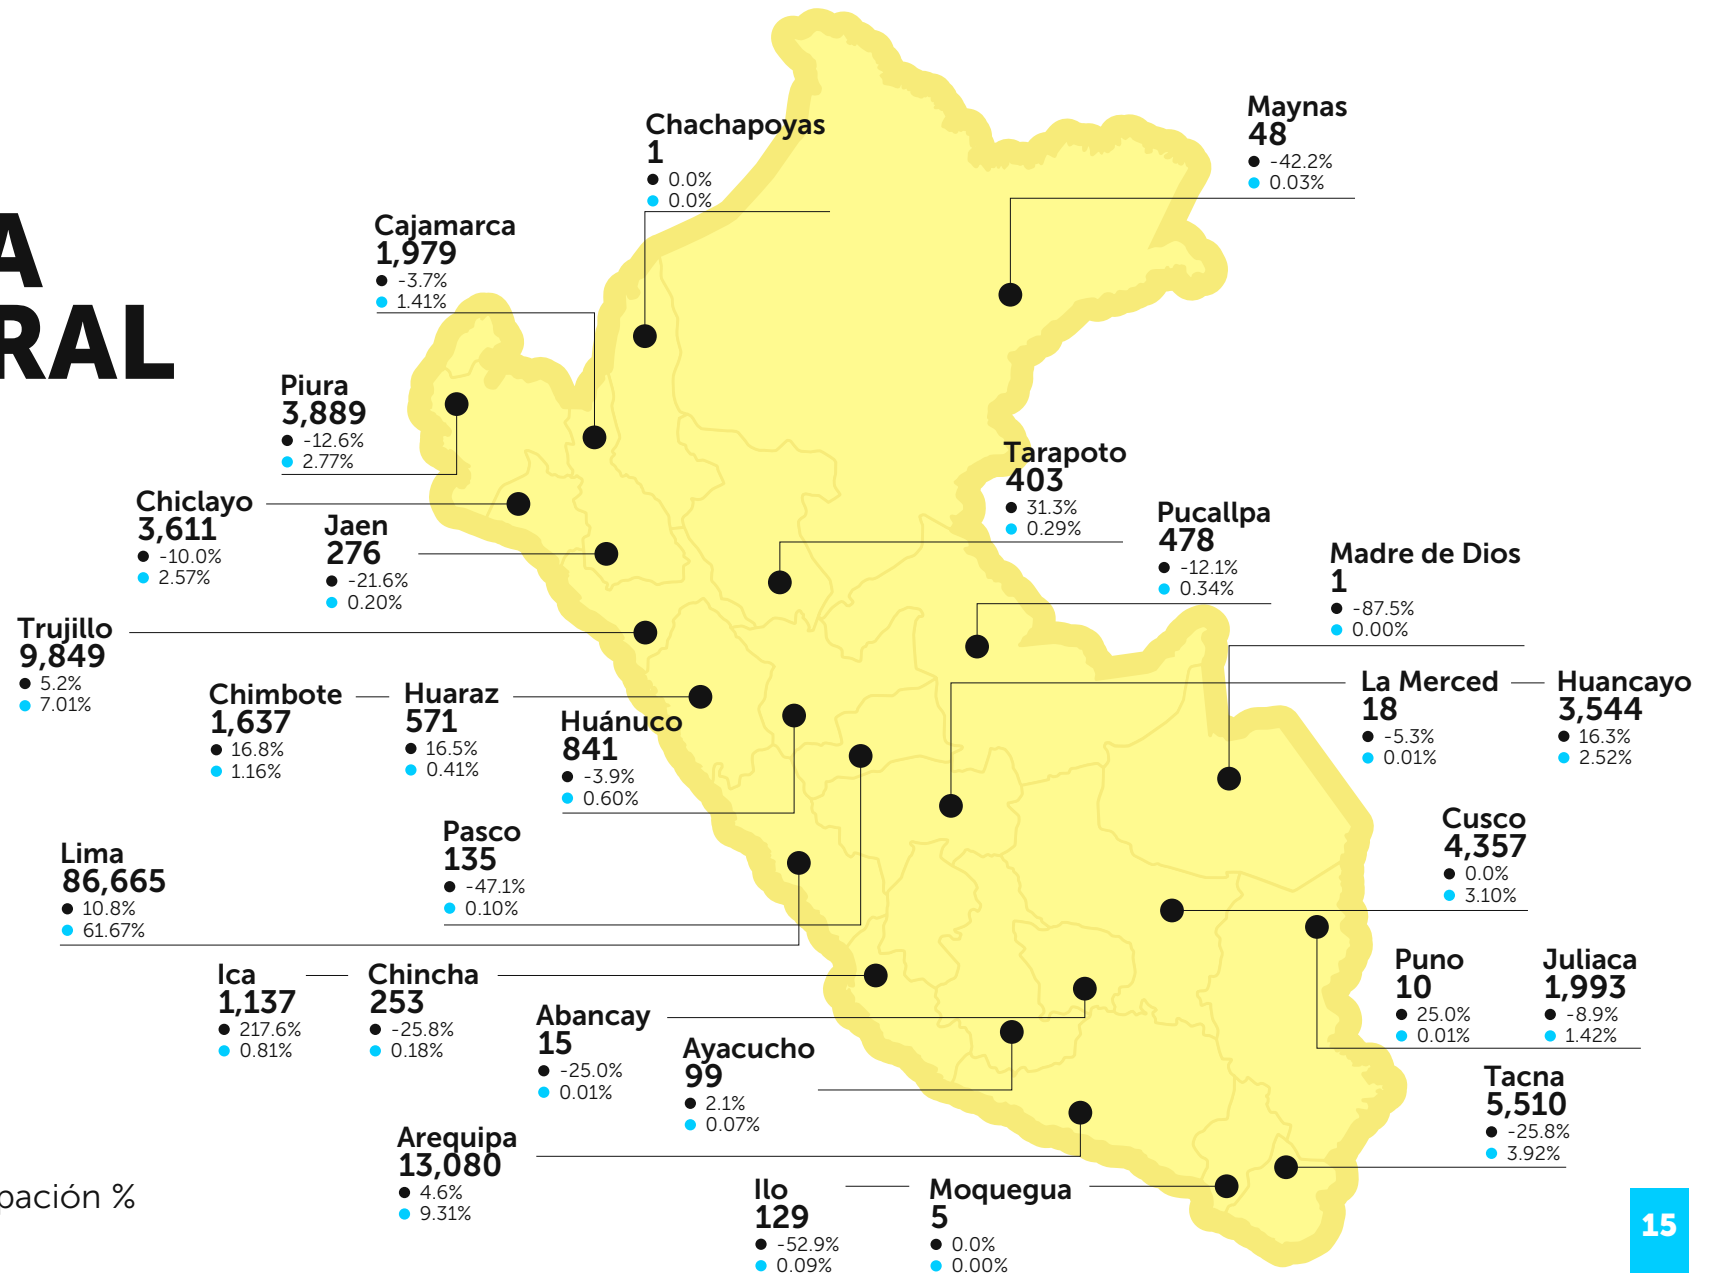 A
RAL
Chachapoyas
1
0.0%
0.0%
Maynas
48
-42.2%
0.03%
Cajamarca
1,979
-3.7%
1.41%
Piura
3,889
-12.6%
2.77%
Chiclayo
3,611
-10.0%
2.57%
Jaen
276
-21.6%
0.20%
Tarapoto
403
31.3%
0.29%
Pucallpa
478
-12.1%
0.34%
Madre de Dios
1
-87.5%
0.00%
Trujillo
9,849
5.2%
7.01%
Chimbote
1,637
16.8%
1.16%
Huaraz
571
16.5%
0.41%
Huánuco
841
-3.9%
0.60%
La Merced
18
-5.3%
0.01%
Huancayo
3,544
16.3%
2.52%
Lima
86,665
10.8%
61.67%
Pasco
135
-47.1%
0.10%
Cusco
4,357
0.0%
3.10%
Ica
1,137
217.6%
0.81%
Chincha
253
-25.8%
0.18%
Abancay
15
-25.0%
0.01%
Ayacucho
99
2.1%
0.07%
Puno
10
25.0%
0.01%
Juliaca
1,993
-8.9%
1.42%
Tacna
5,510
-25.8%
3.92%
Arequipa
13,080
4.6%
9.31%
Ilo
129
-52.9%
0.09%
Moquegua
5
0.0%
0.00%
pación %
15